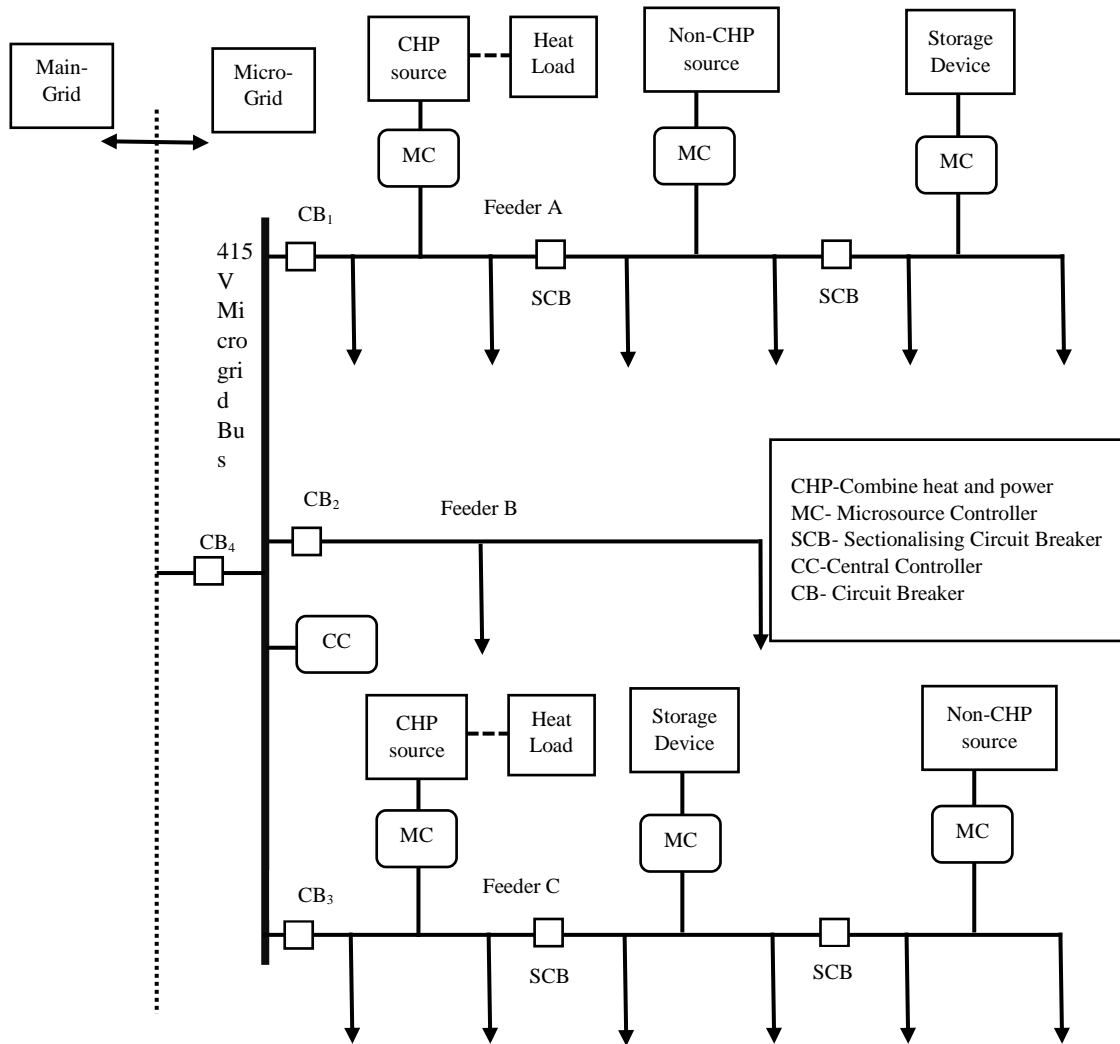 Main-
Grid
Micro-
Grid
CHP
source
Heat
Load
Non-CHP
source
Storage
Device
MC
MC
MC
CB1
Feeder A
415
V
Mi
cro
gri
d
Bu
s
SCB
SCB
CB2
Feeder B
CHP-Combine heat and power
MC- Microsource Controller
SCB- Sectionalising Circuit Breaker
CC-Central Controller
CB- Circuit Breaker
CB4
CC
CHP
source
Heat
Load
Storage
Device
Non-CHP
source
MC
MC
MC
CB3
Feeder C
SCB
SCB